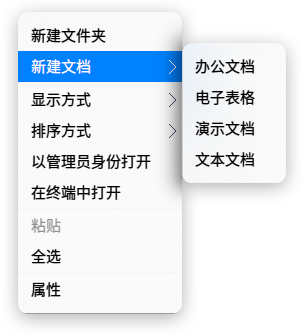 新建文件夹
新建文档
显示方式
排序方式
以管理员身份打开
在终端中打开
粘贴
全选
属性
办公文档
电子表格
演示文档
文本文档